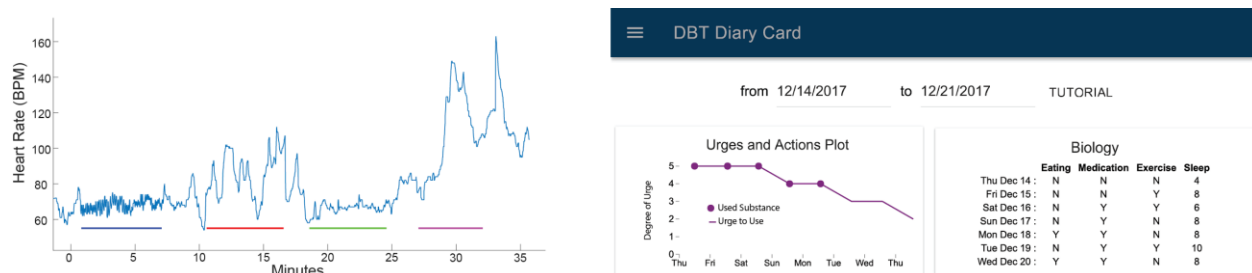 Heart Rate (BPM)
160
140
120
100
80
60
0 5 10 15 20 25 30 35
Minutes
DBT Diary Card
from 12/14/2017 to 12/21/2017 TUTORIAL
Urges and Actions Plot
Degree of Urge
5
4
3
2
1
0
Used Substance
Urge to Use
Thu Fri Sat Sun Mon Tue Wed Thu
Biology
Eating Medication Exercise Sleep
Thu Dec 14 : N N N 4
Fri Dec 15 : N N Y 8
Sat Dec 16 : N Y Y 6
Sun Dec 17 : N Y N 8
Mon Dec 18 : Y Y N 8
Tue Dec 19 : N Y Y 10
Wed Dec 20 : Y Y N 8